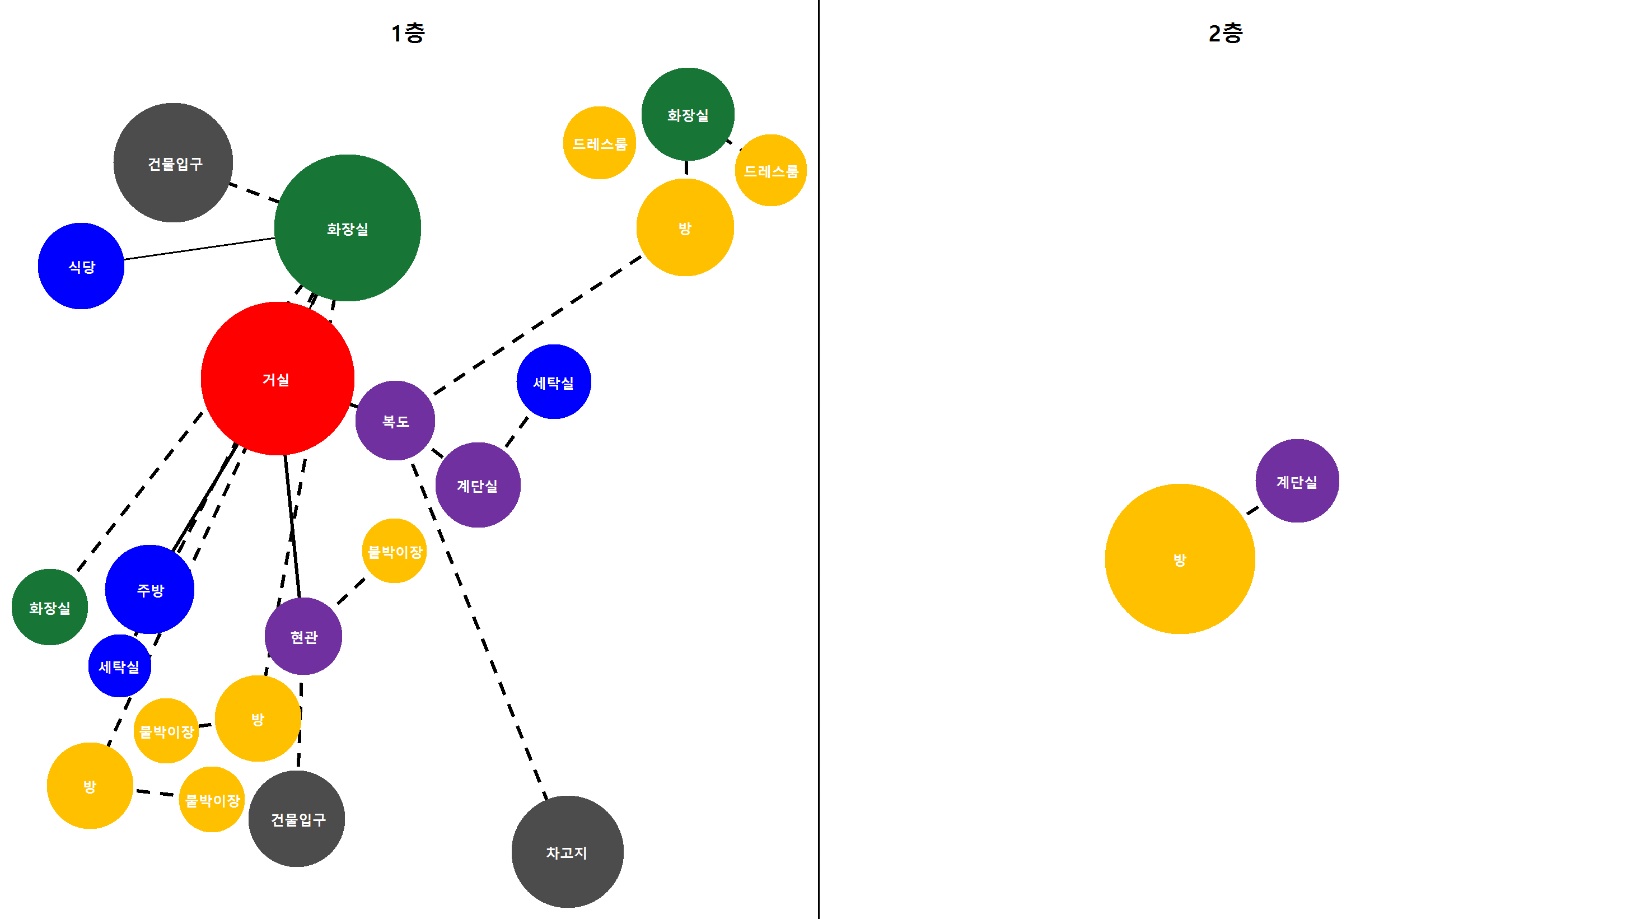 1층
2층
화장실
드레스룸
드레스룸
건물입구
화장실
방
식당
거실
세탁실
복도
계단실
계단실
붙박이장
방
주방
화장실
현관
세탁실
방
붙박이장
방
붙박이장
건물입구
차고지